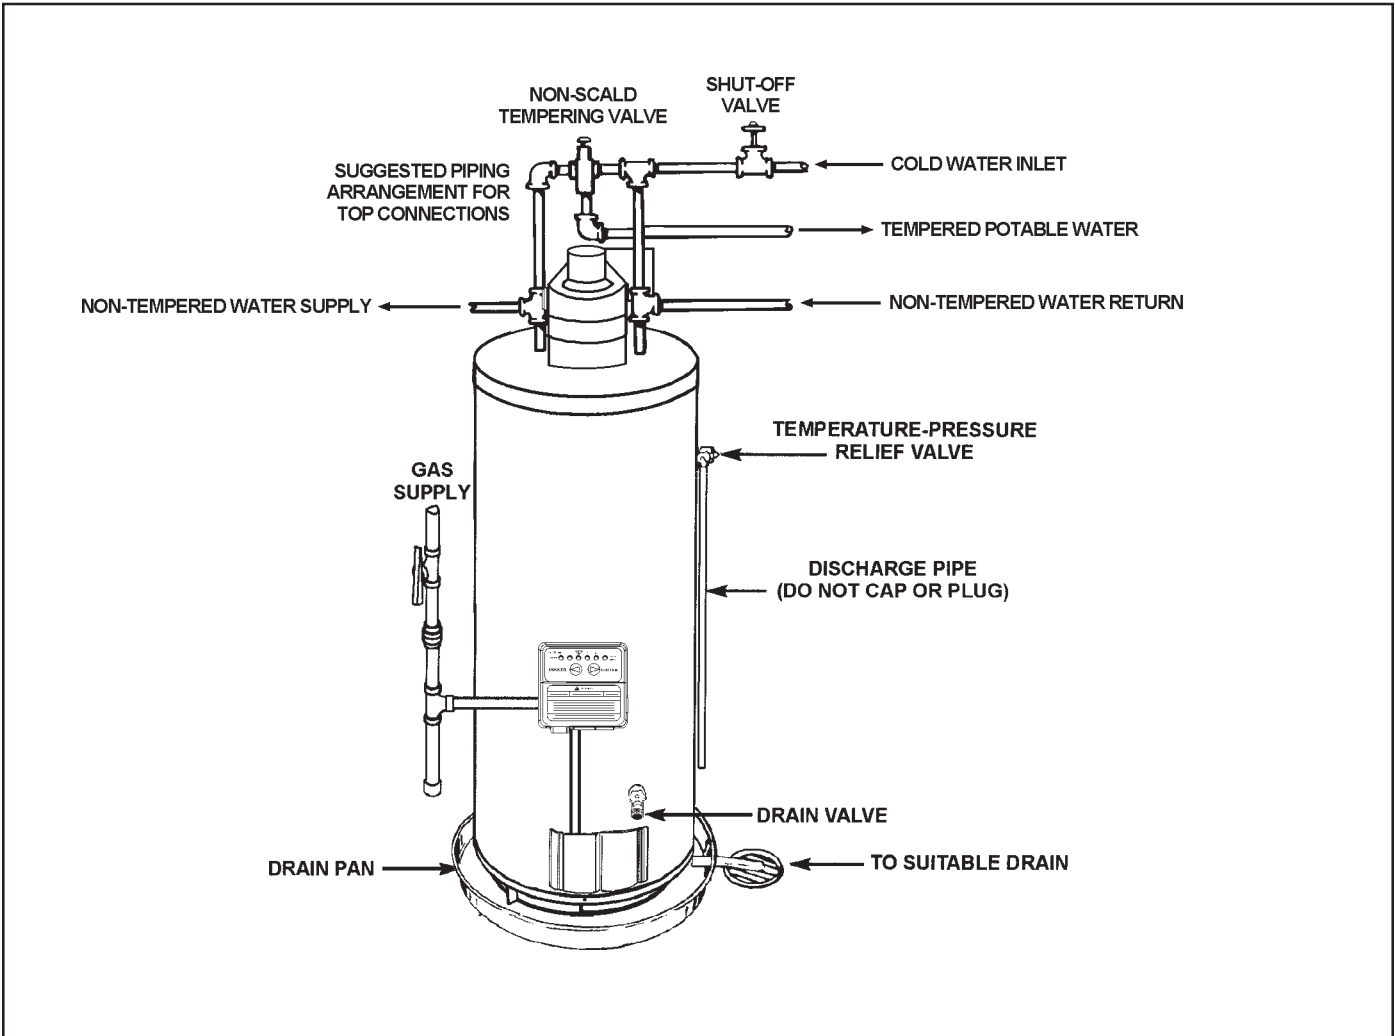 NON-SCALD
TEMPERING VALVE
SHUT-OFF
VALVE
SUGGESTED PIPING
ARRANGEMENT FOR
TOP CONNECTIONS
COLD WATER INLET
TEMPERED POTABLE WATER
NON-TEMPERED WATER SUPPLY
NON-TEMPERED WATER RETURN
TEMPERATURE-PRESSURE
RELIEF VALVE
GAS
SUPPLY
DISCHARGE PIPE
(DO NOT CAP OR PLUG)
COOLER
DRAIN VALVE
DRAIN PAN
TO SUITABLE DRAIN